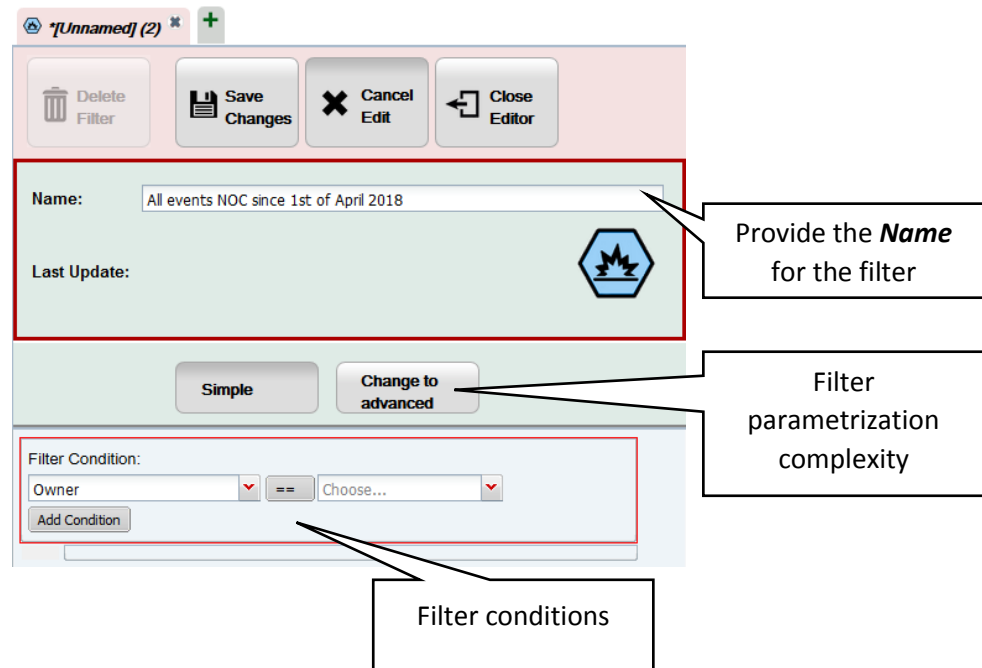 *[Unnamed] (2)
Delete
Filter
Save
Changes
Cancel
Edit
Close
Editor
Name:
All events NOC since 1st of April 2018
Last Update:
Provide the Name
for the filter
Simple
Change to
advanced
Filter
parametrization
complexity
Filter Condition:
Owner
==
Choose...
Add Condition
Filter conditions